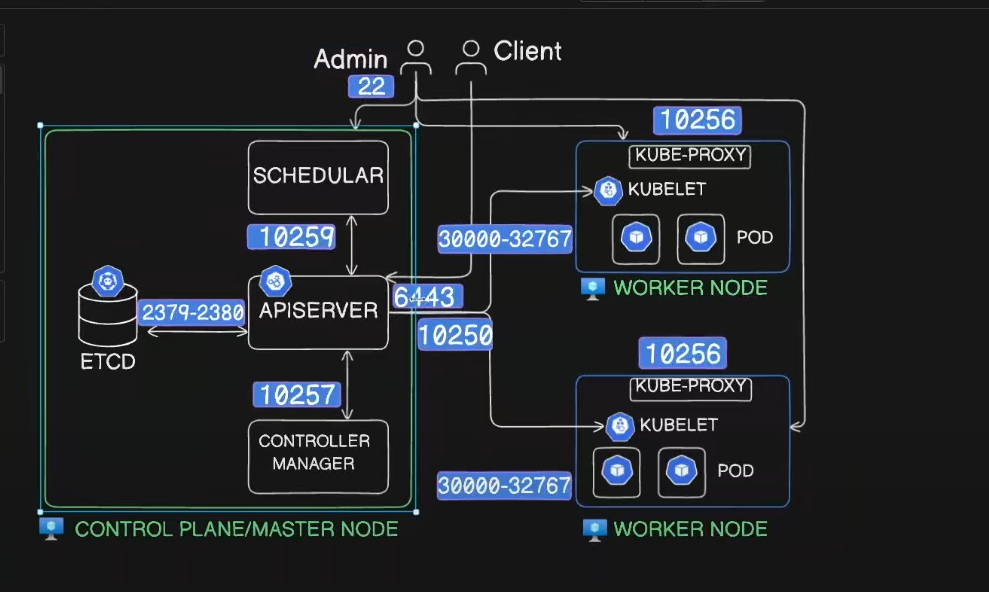 Admin
Client
22
10256
KUBE-PROXY
SCHEDULAR
KUBELET
10259
30000-32767
POD
6443
WORKER NODE
2379-2380
APISERVER
10250
ETCD
10256
10257
KUBE-PROXY
KUBELET
CONTROLLER
MANAGER
POD
30000-32767
CONTROL PLANE/MASTER NODE
WORKER NODE